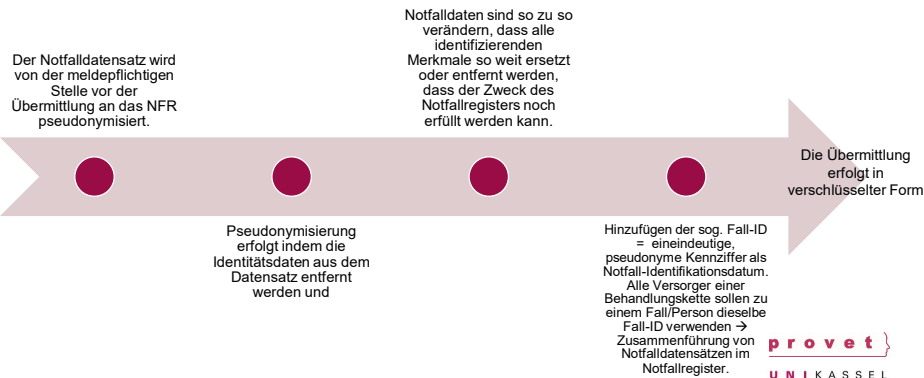 Der Notfalldatensatz wird
von der meldepflichtigen
Stelle vor der
Übermittlung an das NFR
pseudonymisiert.
Pseudonymisierung
erfolgt indem die
Identitätsdaten aus dem
Datensatz entfernt
werden und
Notfalldaten sind so zu so
verändern, dass alle
identifizierenden
Merkmale so weit ersetzt
oder entfernt werden,
dass der Zweck des
Notfallregisters noch
erfüllt werden kann.
Hinzufügen der sog. Fall-ID
= eineindeutige,
pseudonyme Kennziffer als
Notfall-Identifikationsdatum.
Alle Versorger einer
Behandlungskette sollen zu
einem Fall/Person dieselbe
Fall-ID verwenden →
Zusammenführung von
Notfalldatensätzen im
Notfallregister.
Die Übermittlung
erfolgt in
verschlüsselter Form
provet}
UNIKASSEL